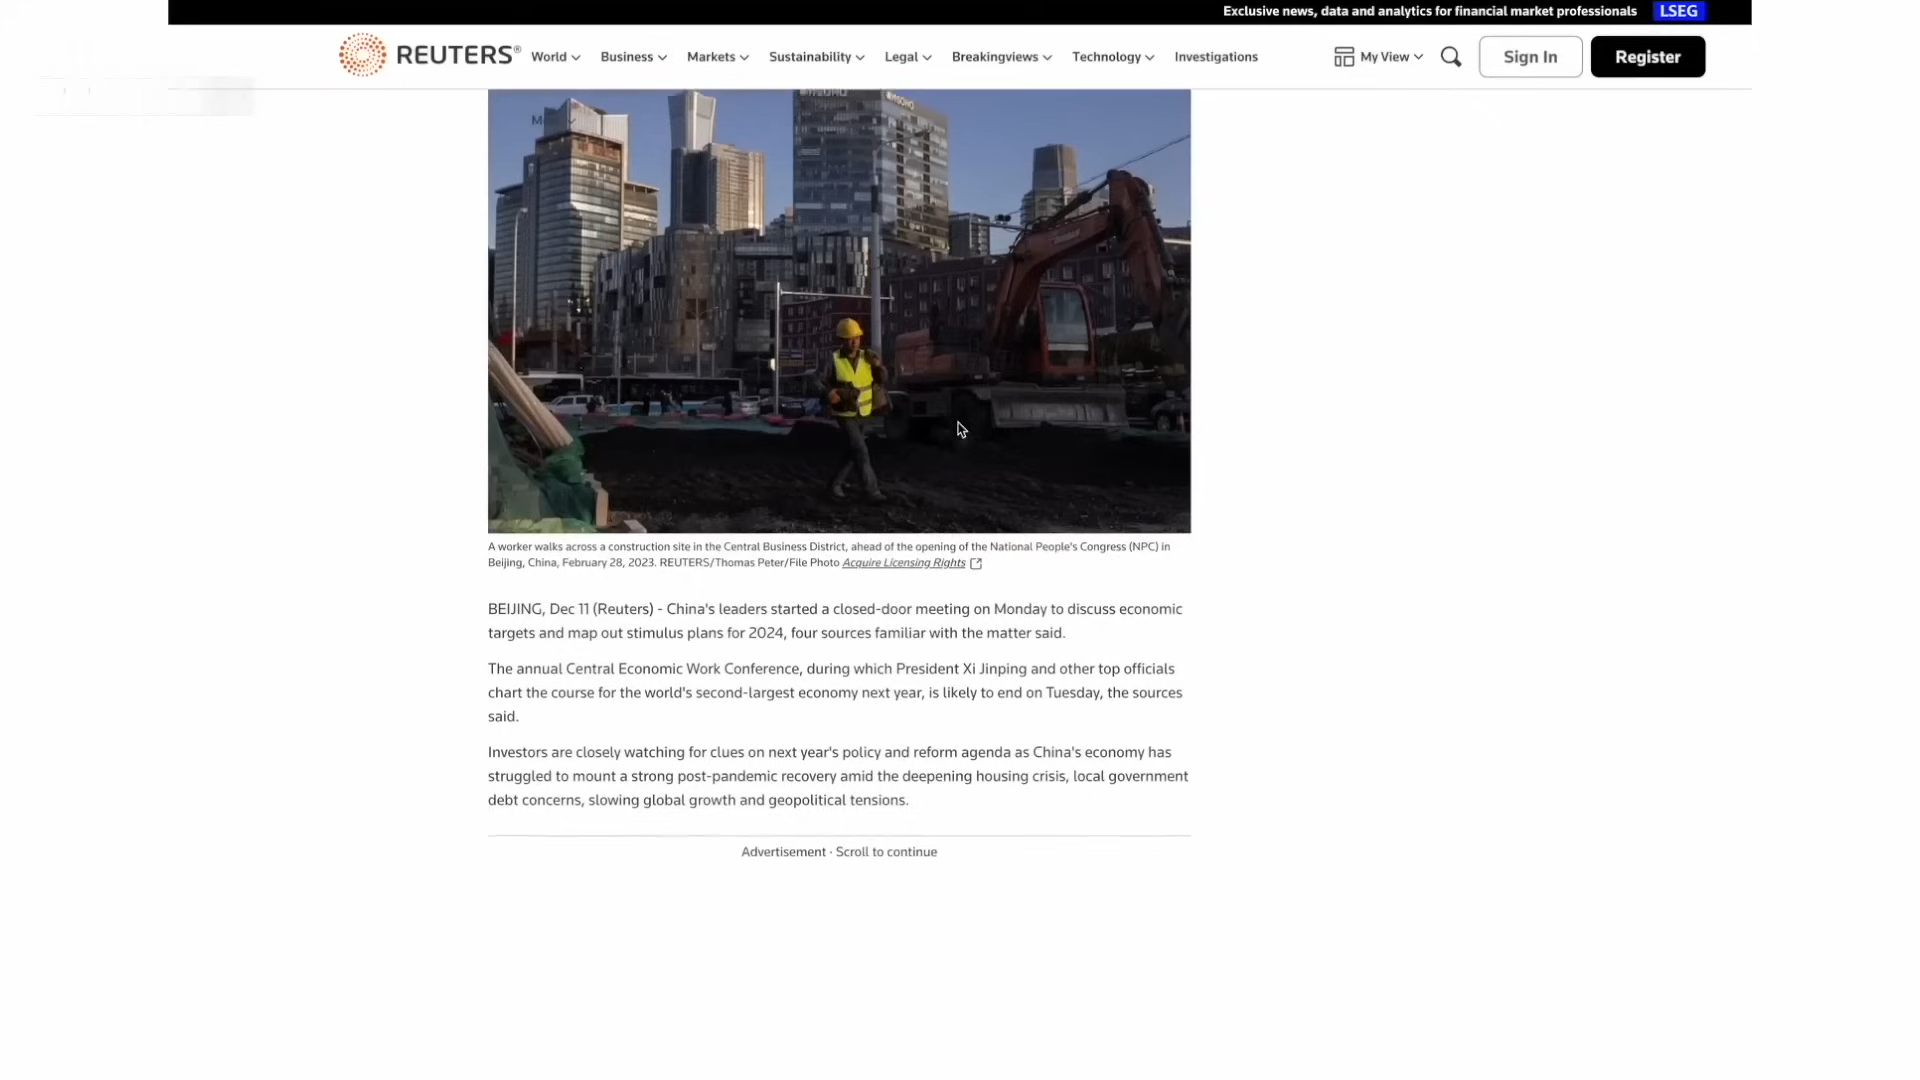 Exclusive news, data and analytics for financial market professionals LSEG
REUTERS® World Business Markets Sustainability Legal Breakingviews Technology Investigations My View Sign In Register
A worker walks across a construction site in the Central Business District, ahead of the opening of the National People's Congress (NPC) in
Beijing, China, February 28, 2023. REUTERS/Thomas Peter/File Photo Acquire Licensing Rights
BEIJING, Dec 11 (Reuters) - China's leaders started a closed-door meeting on Monday to discuss economic
targets and map out stimulus plans for 2024, four sources familiar with the matter said.
The annual Central Economic Work Conference, during which President Xi Jinping and other top officials
chart the course for the world's second-largest economy next year, is likely to end on Tuesday, the sources
said.
Investors are closely watching for clues on next year's policy and reform agenda as China's economy has
struggled to mount a strong post-pandemic recovery amid the deepening housing crisis, local government
debt concerns, slowing global growth and geopolitical tensions.
Advertisement · Scroll to continue